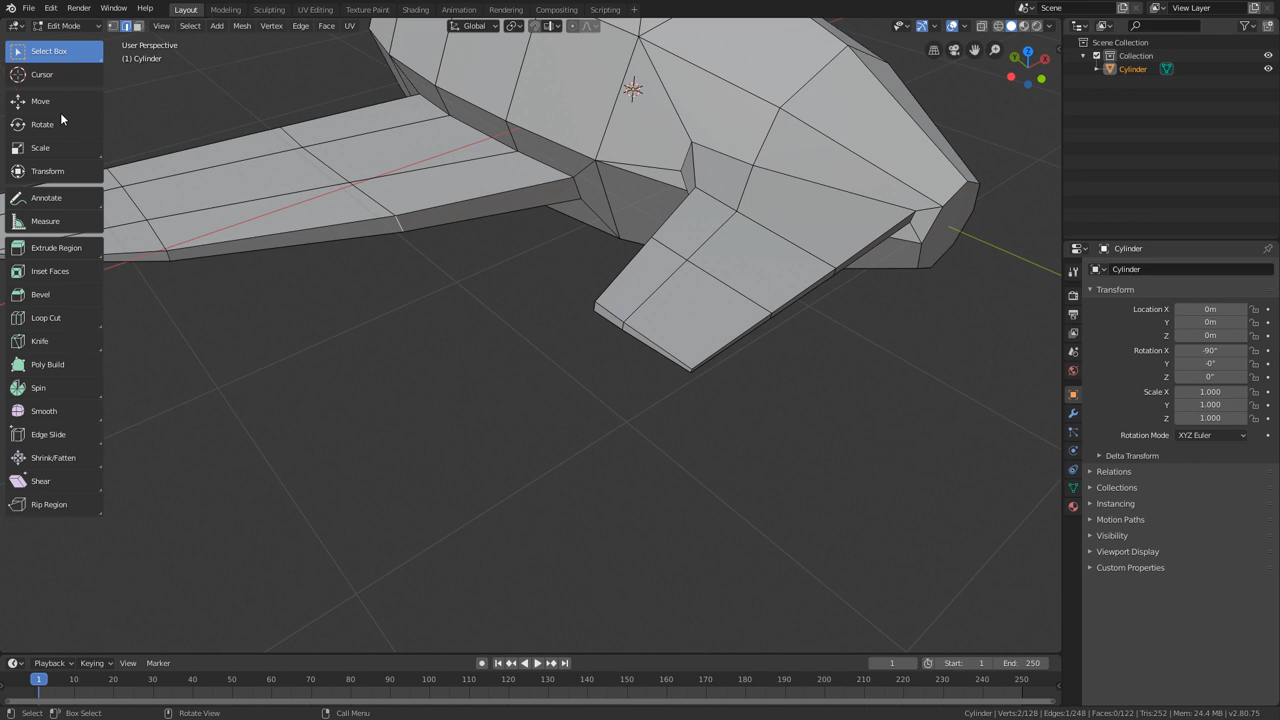 File Edit Render Window Help Layout Modeling Sculpting UV Editing Texture Paint Shading Animation Rendering Compositing Scripting + Scene View Layer
Edit Mode View Select Add Mesh Vertex Edge Face UV Global
Select Box
Cursor
Move
Rotate
Scale
Transform
Annotate
Measure
Extrude Region
Inset Faces
Bevel
Loop Cut
Knife
Poly Build
Spin
Smooth
Edge Slide
Shrink/Fatten
Shear
Rip Region
User Perspective
(1) Cylinder
Z
Y
X
Scene Collection
Collection
Cylinder
Cylinder
Cylinder
Transform
Location X 0m
Y 0m
Z 0m
Rotation X -90°
Y -0°
Z 0°
Scale X 1.000
Y 1.000
Z 1.000
Rotation Mode XYZ Euler
Delta Transform
Relations
Collections
Instancing
Motion Paths
Visibility
Viewport Display
Custom Properties
Playback Keying View Marker 1 Start: 1 End: 250
1 10 20 30 40 50 60 70 80 90 100 110 120 130 140 150 160 170 180 190 200 210 220 230 240 250
Select Box Select Rotate View Call Menu Cylinder | Verts:2/128 | Edges:1/248 | Faces:0/122 | Tris:252 | Mem: 24.4 MB | v2.80.75